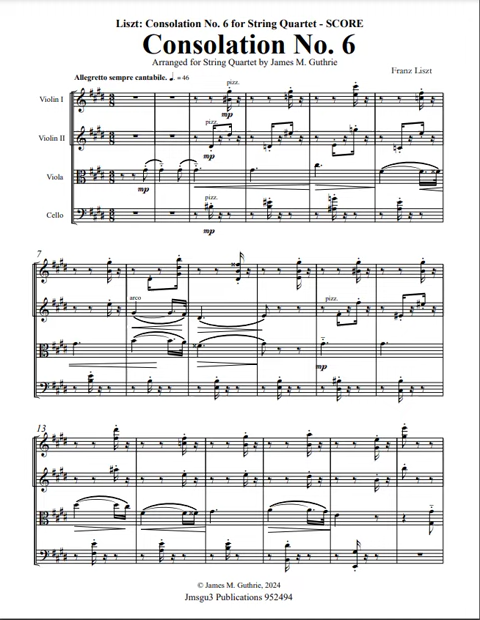 Liszt: Consolation No. 6 for String Quartet - SCORE
Consolation No. 6
Arranged for String Quartet by James M. Guthrie
Franz Liszt
Allegretto sempre cantabile. ♩. = 46
pizz.
Violin I
mp
pizz.
Violin II
mp
Viola
mp
Cello
mp
7
arco
pizz.
mp
13
© James M. Guthrie, 2024
Jmsgu3 Publications 952494